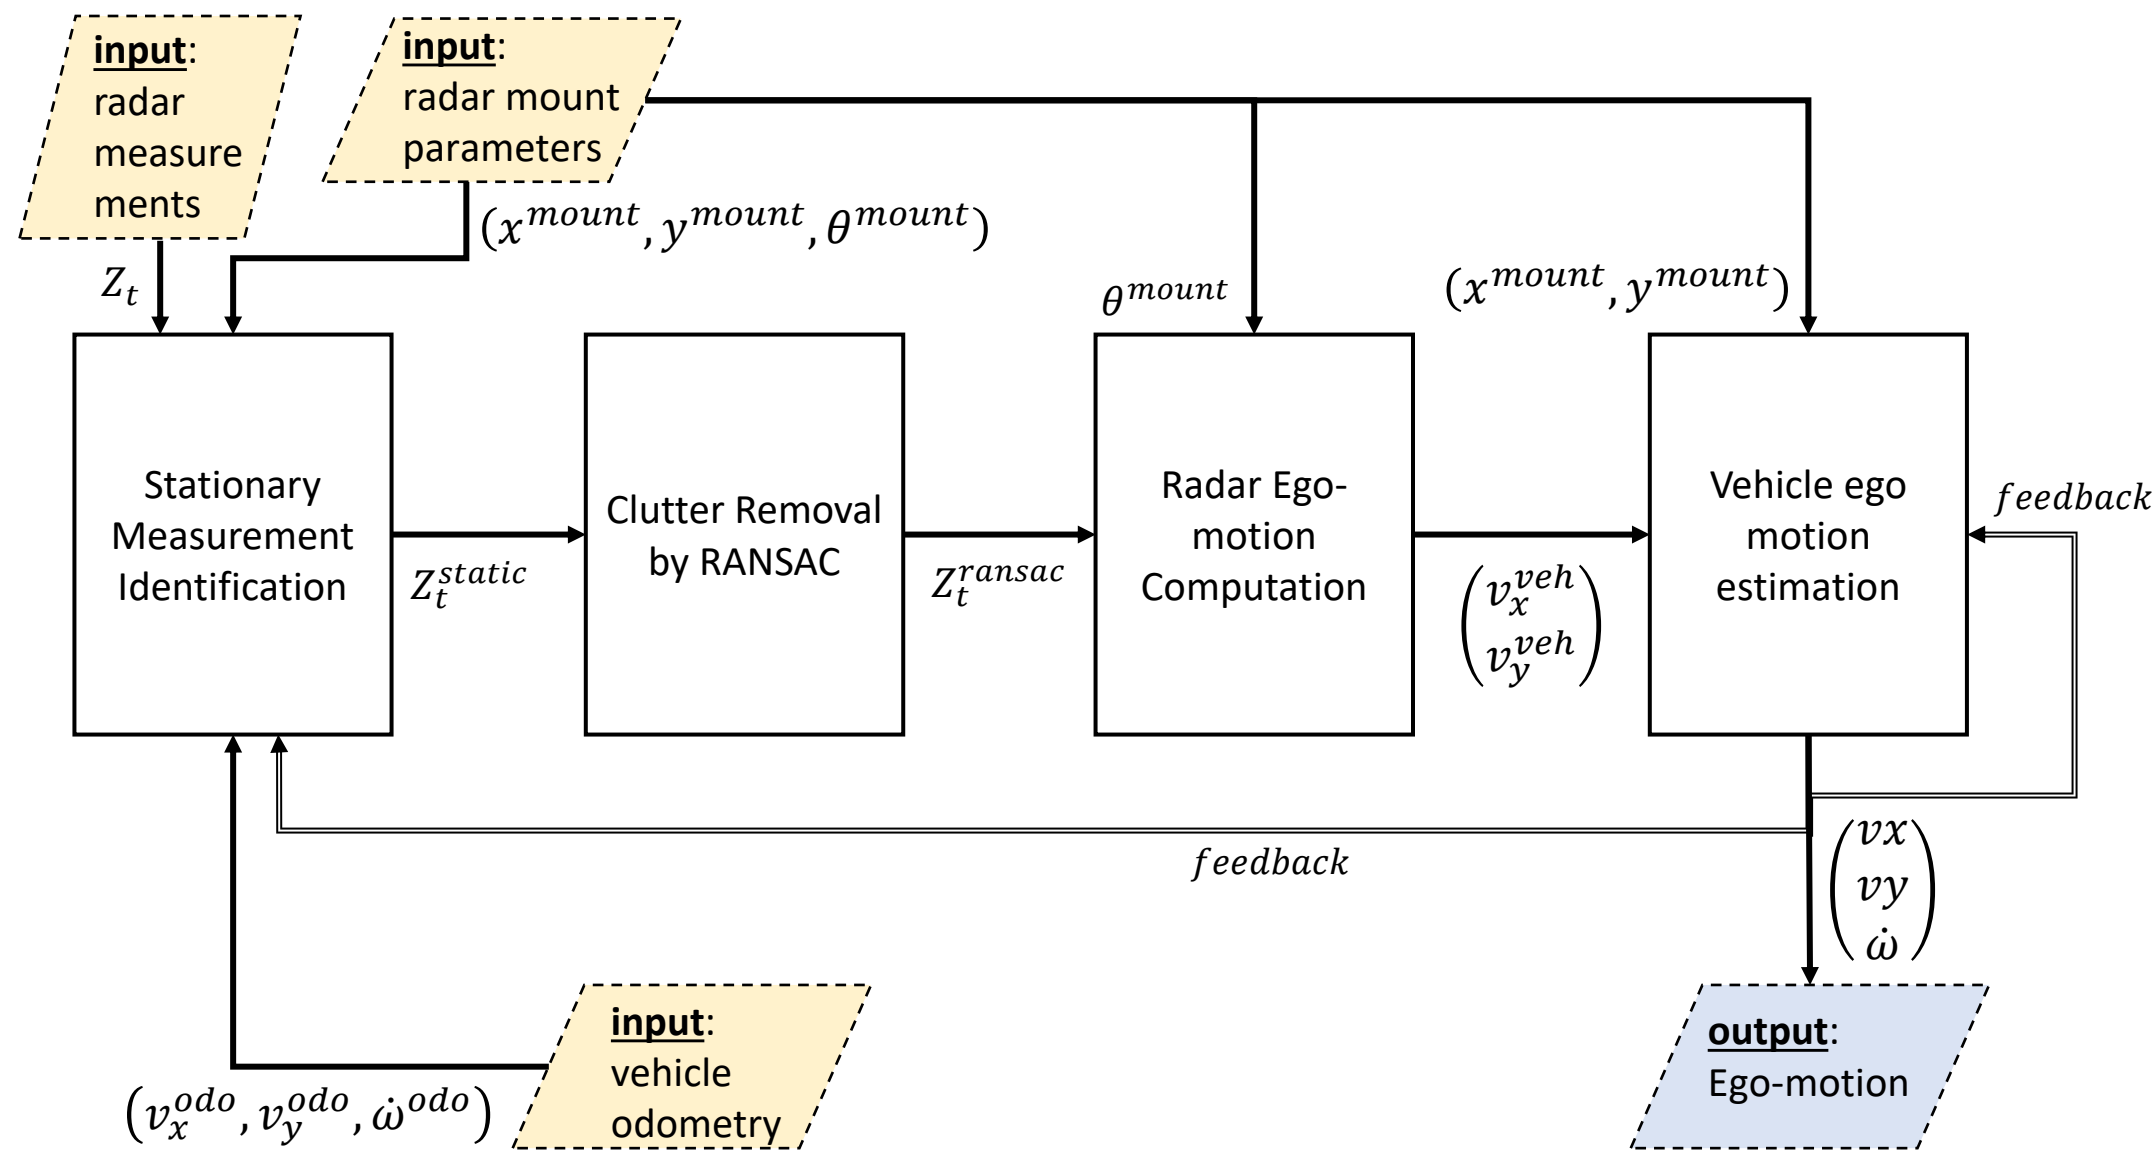 input:
radar
measure
ments
input:
radar mount
parameters
(x^{mount}, y^{mount}, θ^{mount})
Z_t
θ^{mount}
(x^{mount}, y^{mount})
Stationary
Measurement
Identification
Z_t^{static}
Clutter Removal
by RANSAC
Z_t^{ransac}
Radar Ego-
motion
Computation
(v_x^{veh}
v_y^{veh})
Vehicle ego
motion
estimation
feedback
feedback
(vx
vy
ω̇)
(v_x^{odo}, v_y^{odo}, ω̇^{odo})
input:
vehicle
odometry
output:
Ego-motion